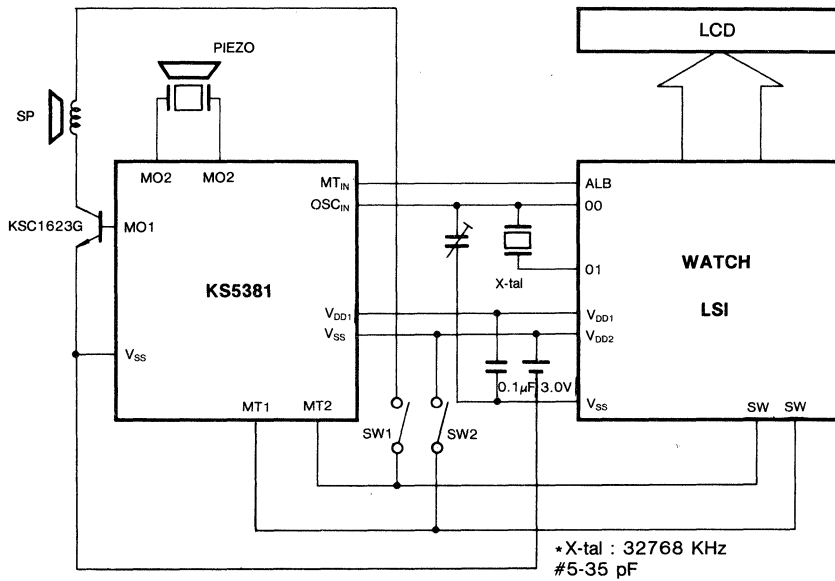 PIEZO
LCD
SP
MO2 MO2
MT_IN
ALB
OSC_IN
00
KSC1623G
MO1
X-tal
01
WATCH
LSI
KS5381
V_DD1
V_DD1
V_SS
V_DD2
V_SS
0.1μF 3.0V
V_SS
MT1 MT2
SW1
SW2
SW SW
*X-tal : 32768 KHz
#5-35 pF